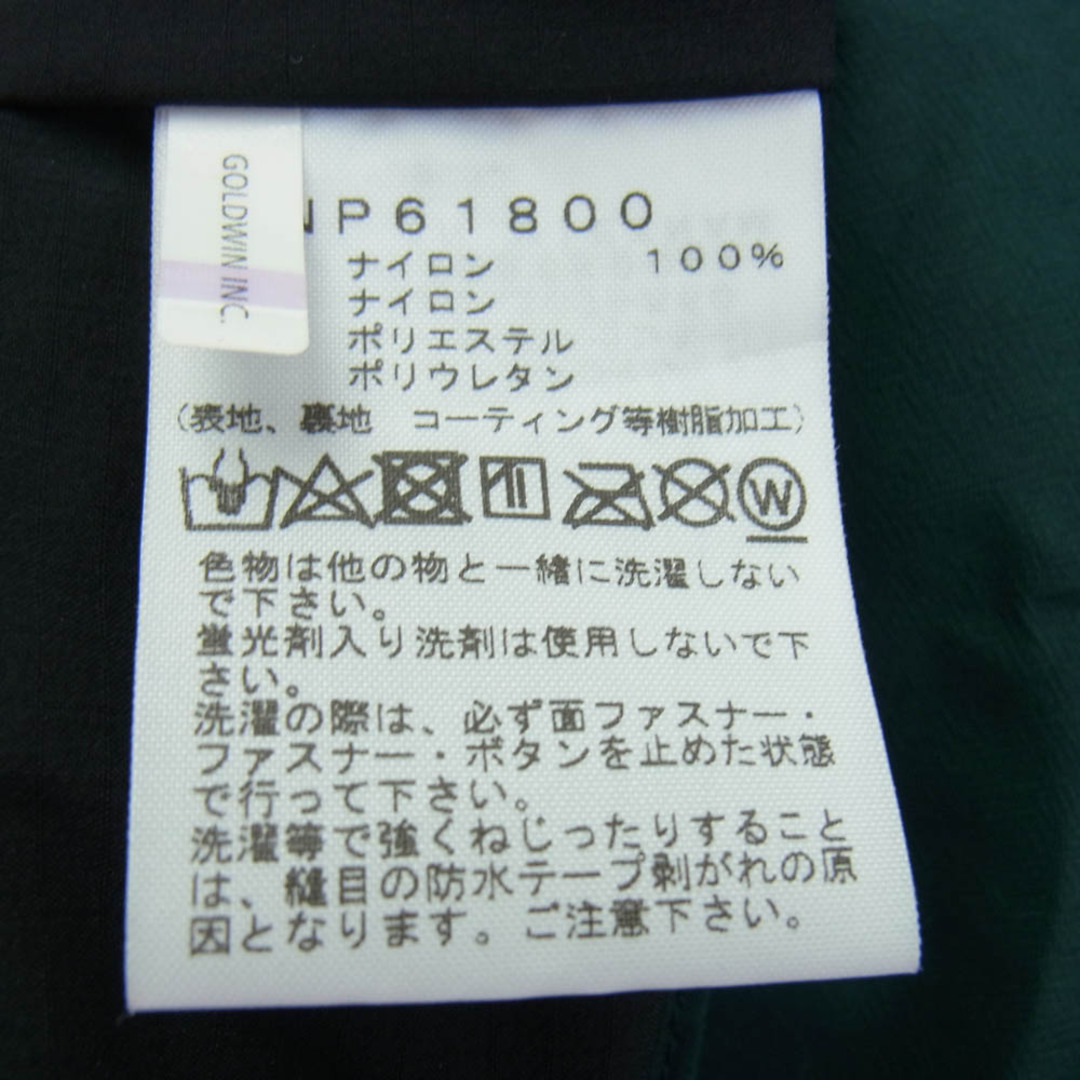 GOLDWIN INC.
NP61800
ナイロン 100%
ナイロン
ポリエステル
ポリウレタン
(表地、裏地 コーティング等樹脂加工)
W
色物は他の物と一緒に洗濯しない
で下さい。
蛍光剤入り洗剤は使用しないで下
さい。
洗濯の際は、必ず面ファスナー・
ファスナー・ボタンを止めた状態
で行って下さい。
洗濯等で強くねじったりすること
は、縫目の防水テープ剥がれの原
因となります。ご注意下さい。